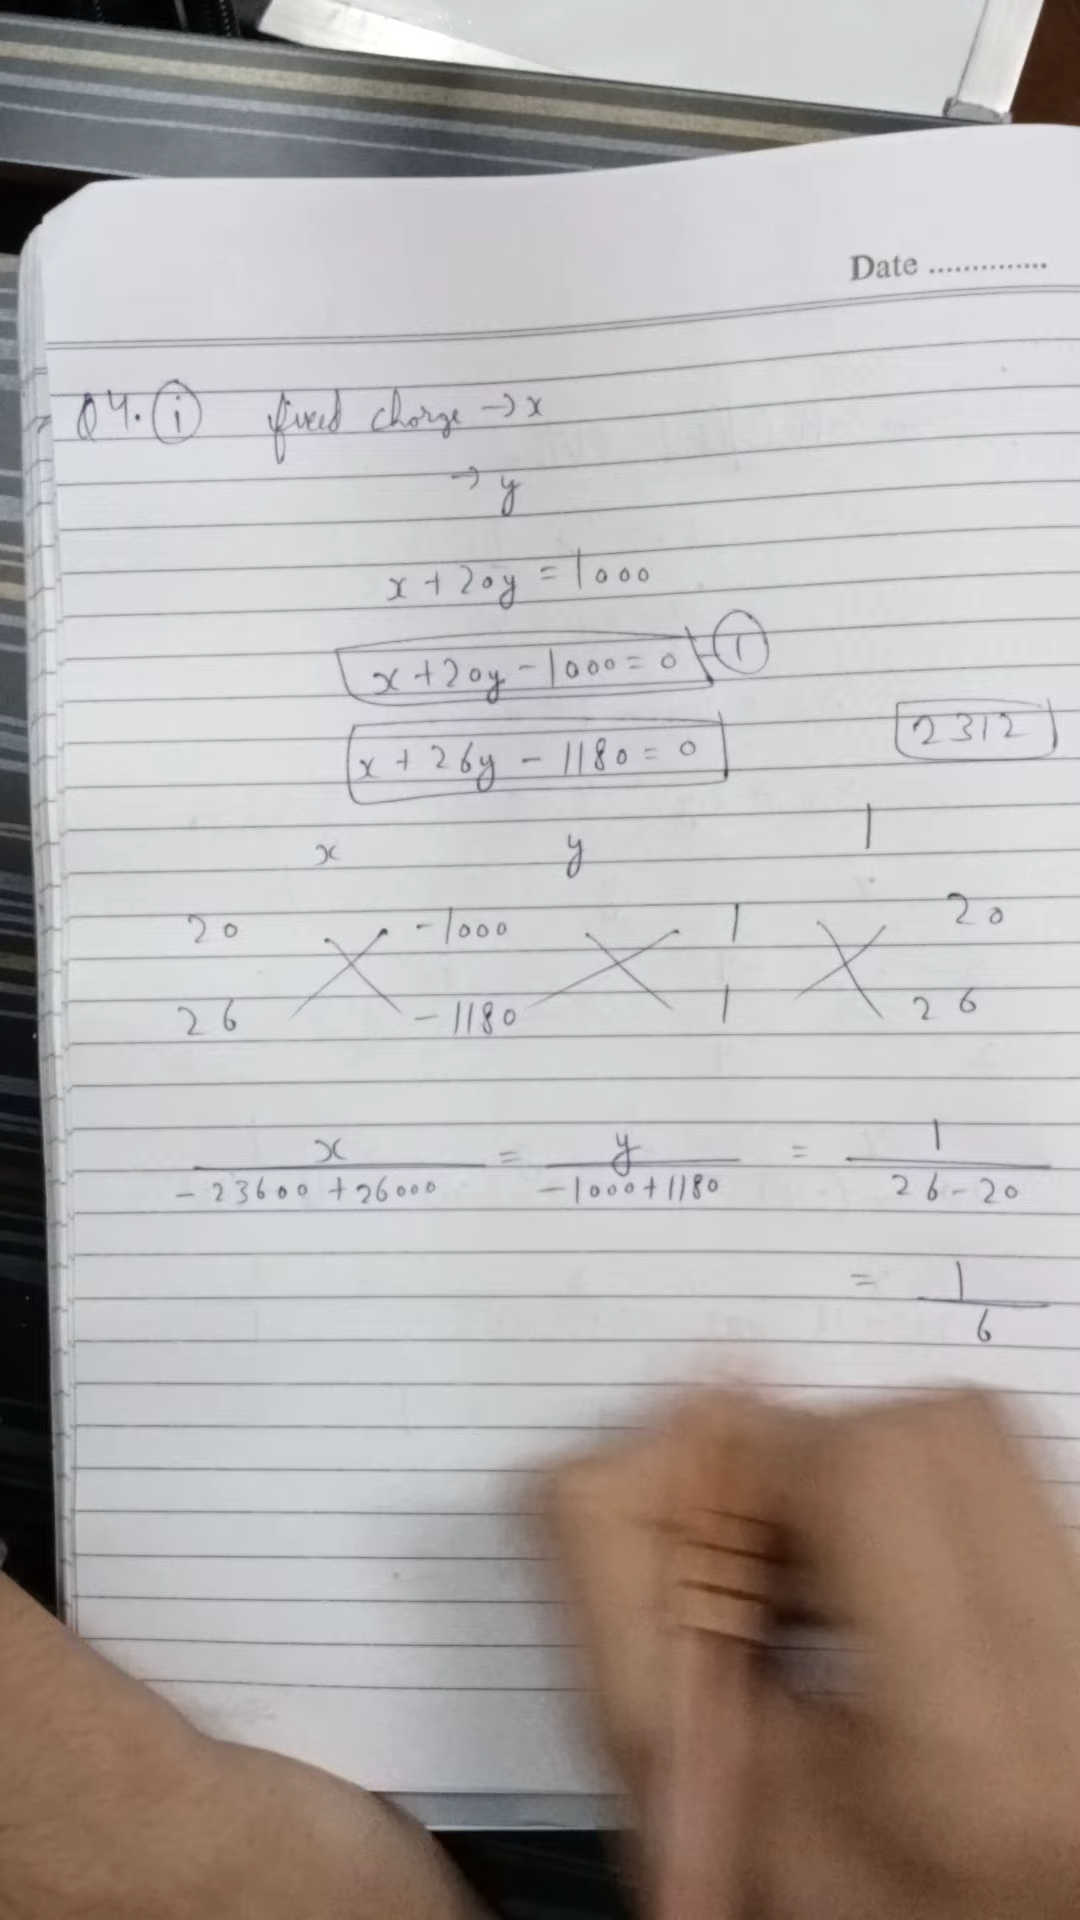 Date ..............
Q4. (i) fixed charge → x
→ y
x + 20y = 1000
x + 20y - 1000 = 0 - (1)
x + 26y - 1180 = 0
2312
x y 1
20 -1000 1 20
26 -1180 1 26
x/(-23600 + 26000) = y/(-1000 + 1180) = 1/(26 - 20)
= 1/6